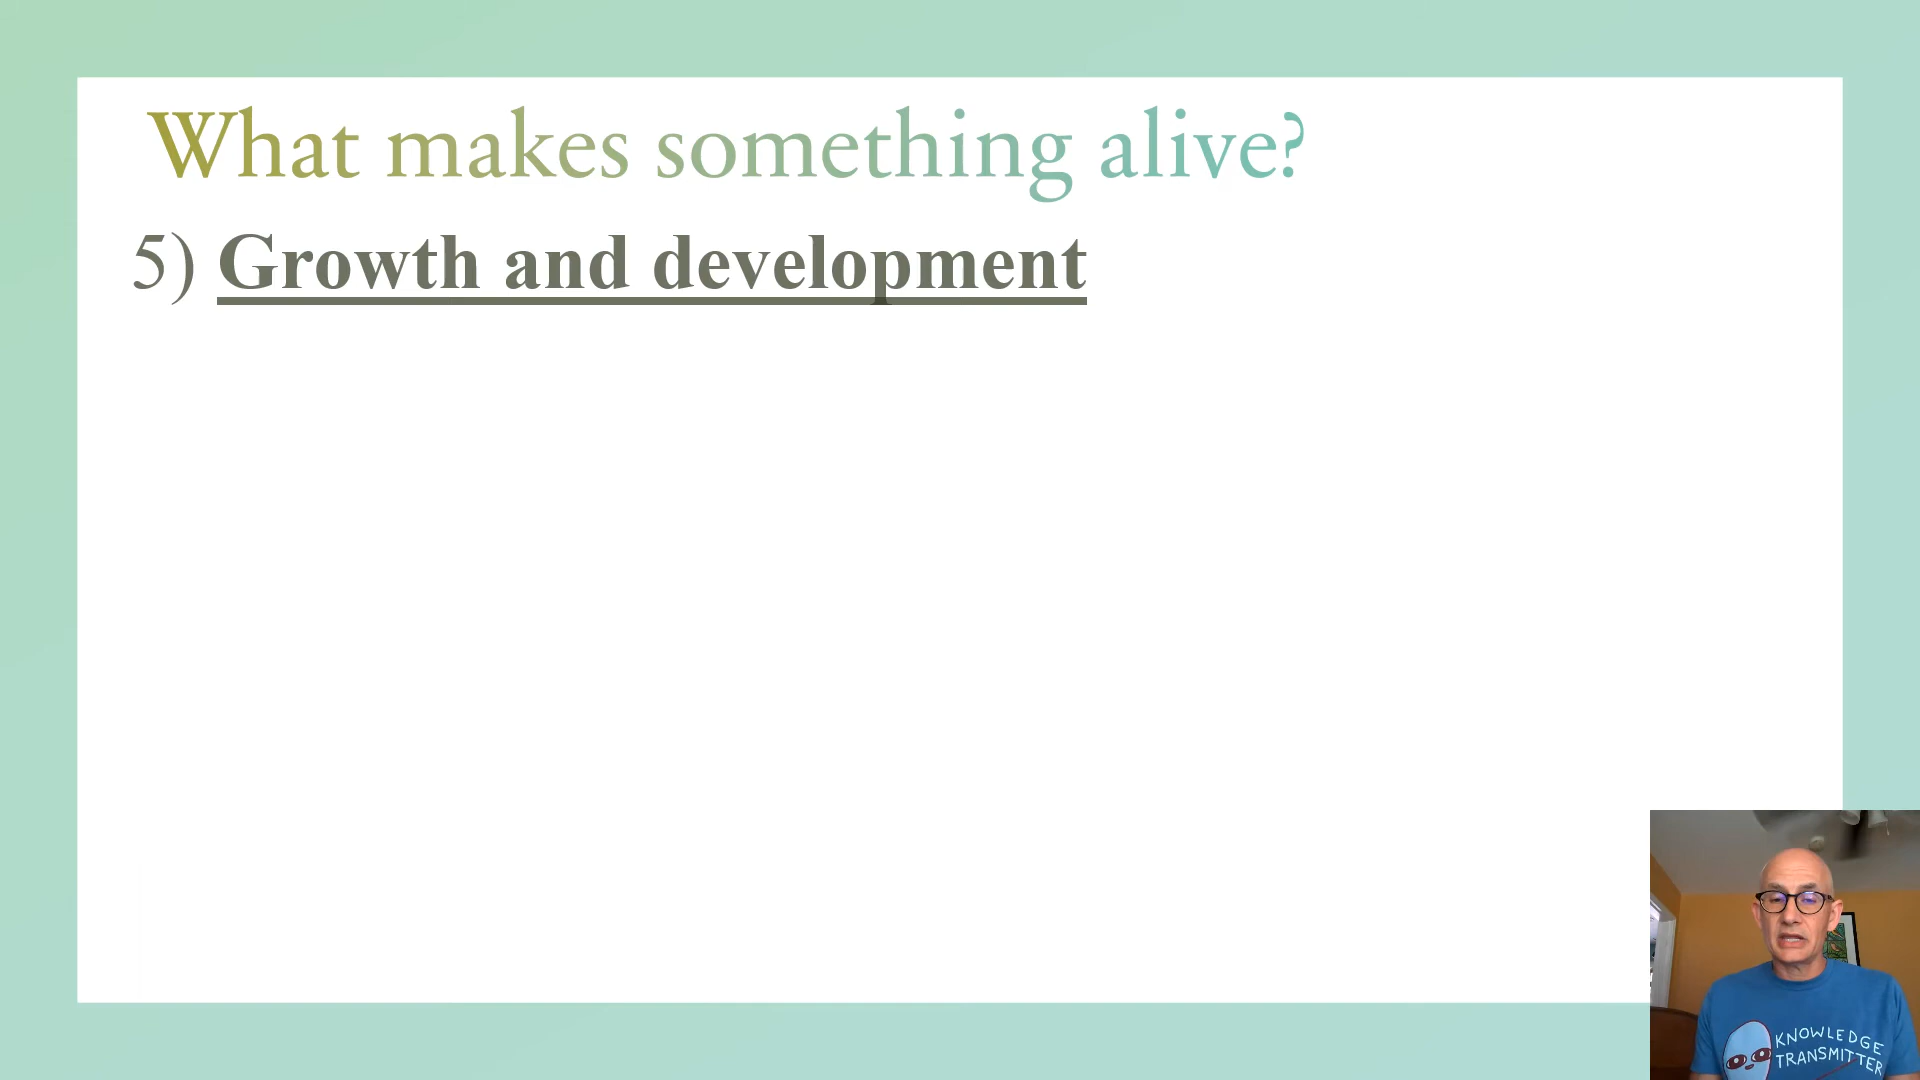 What makes something alive?
5) Growth and development
KNOWLEDGE
TRANSMITTER